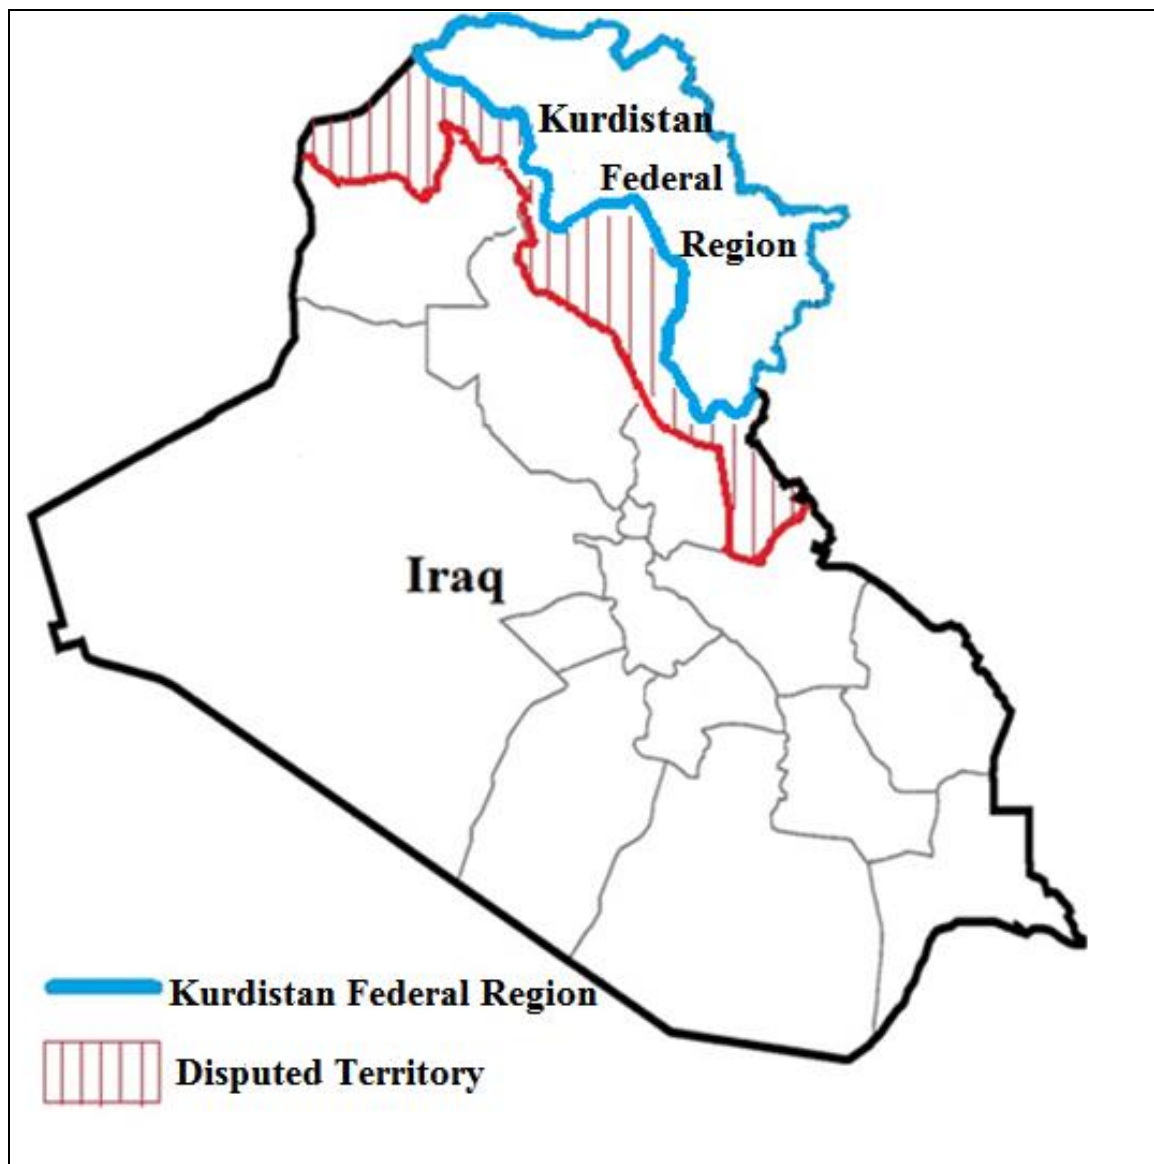 Kurdistan
Federal
Region
Iraq
Kurdistan Federal Region
Disputed Territory